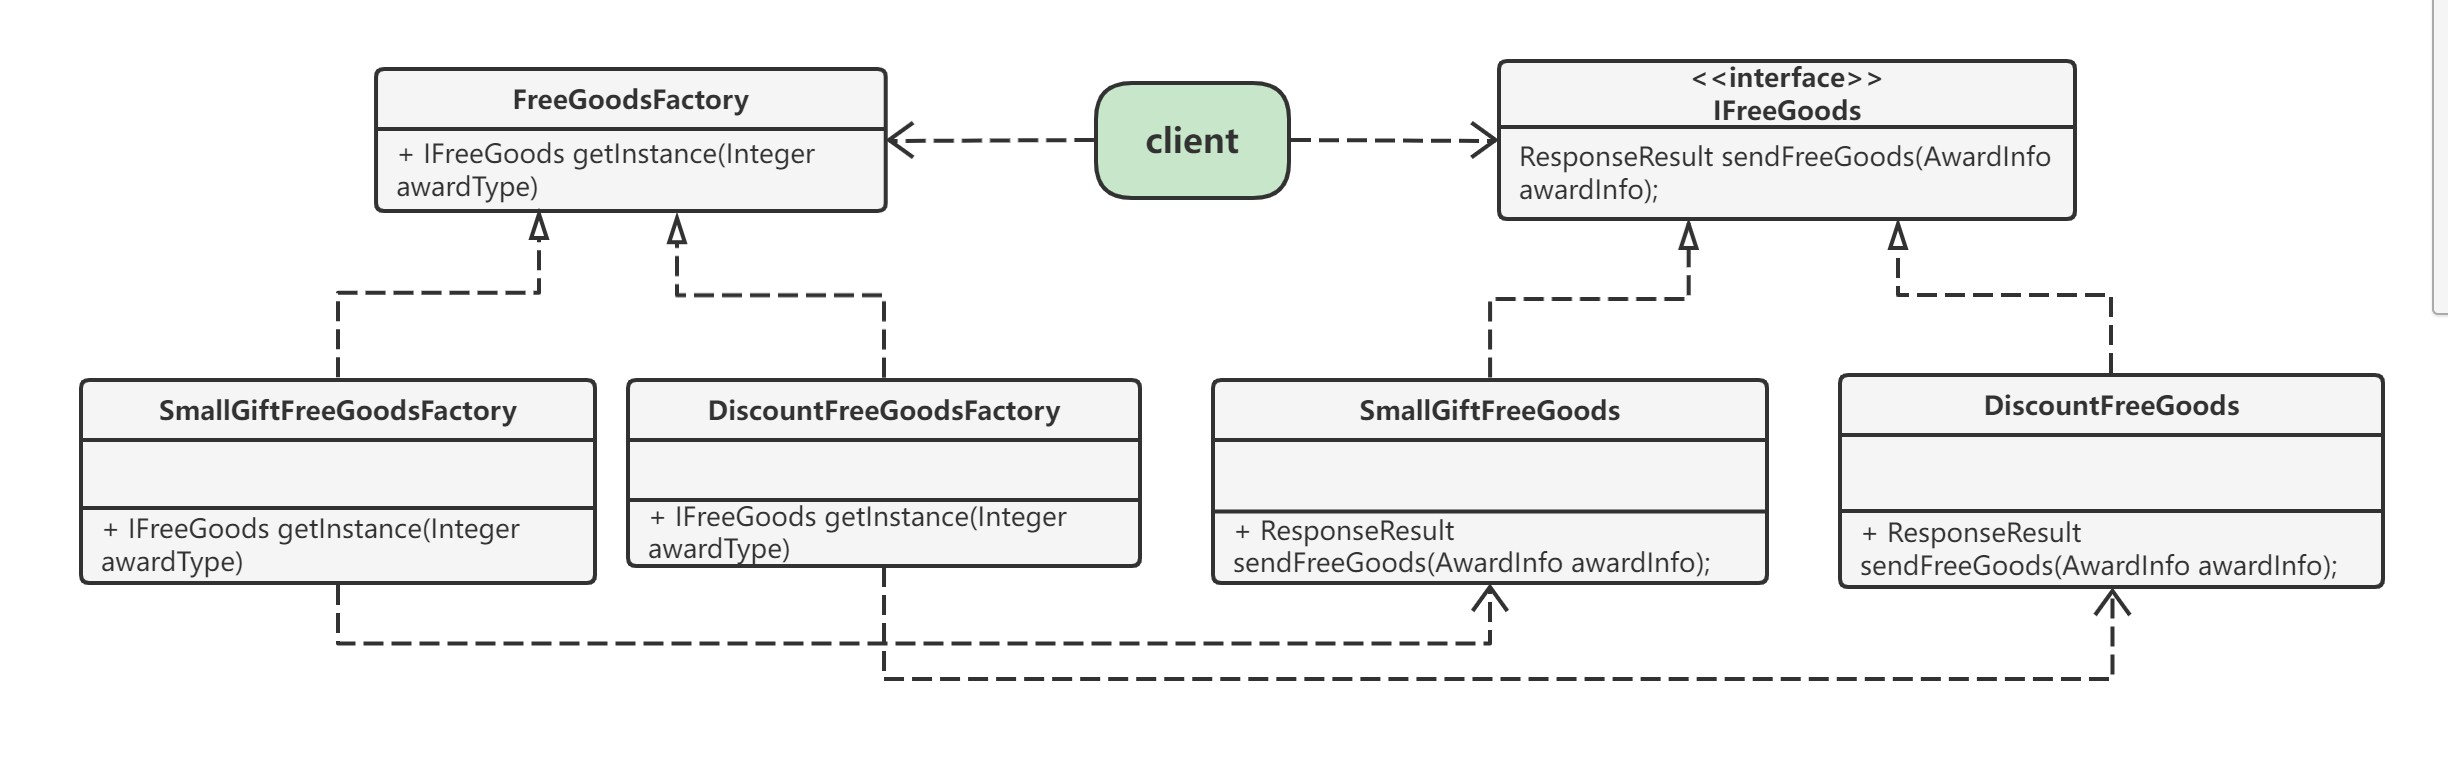 FreeGoodsFactory
+ IFreeGoods getInstance(Integer
awardType)
client
<<interface>>
IFreeGoods
ResponseResult sendFreeGoods(AwardInfo
awardInfo);
SmallGiftFreeGoodsFactory
+ IFreeGoods getInstance(Integer
awardType)
DiscountFreeGoodsFactory
+ IFreeGoods getInstance(Integer
awardType)
SmallGiftFreeGoods
+ ResponseResult
sendFreeGoods(AwardInfo awardInfo);
DiscountFreeGoods
+ ResponseResult
sendFreeGoods(AwardInfo awardInfo);